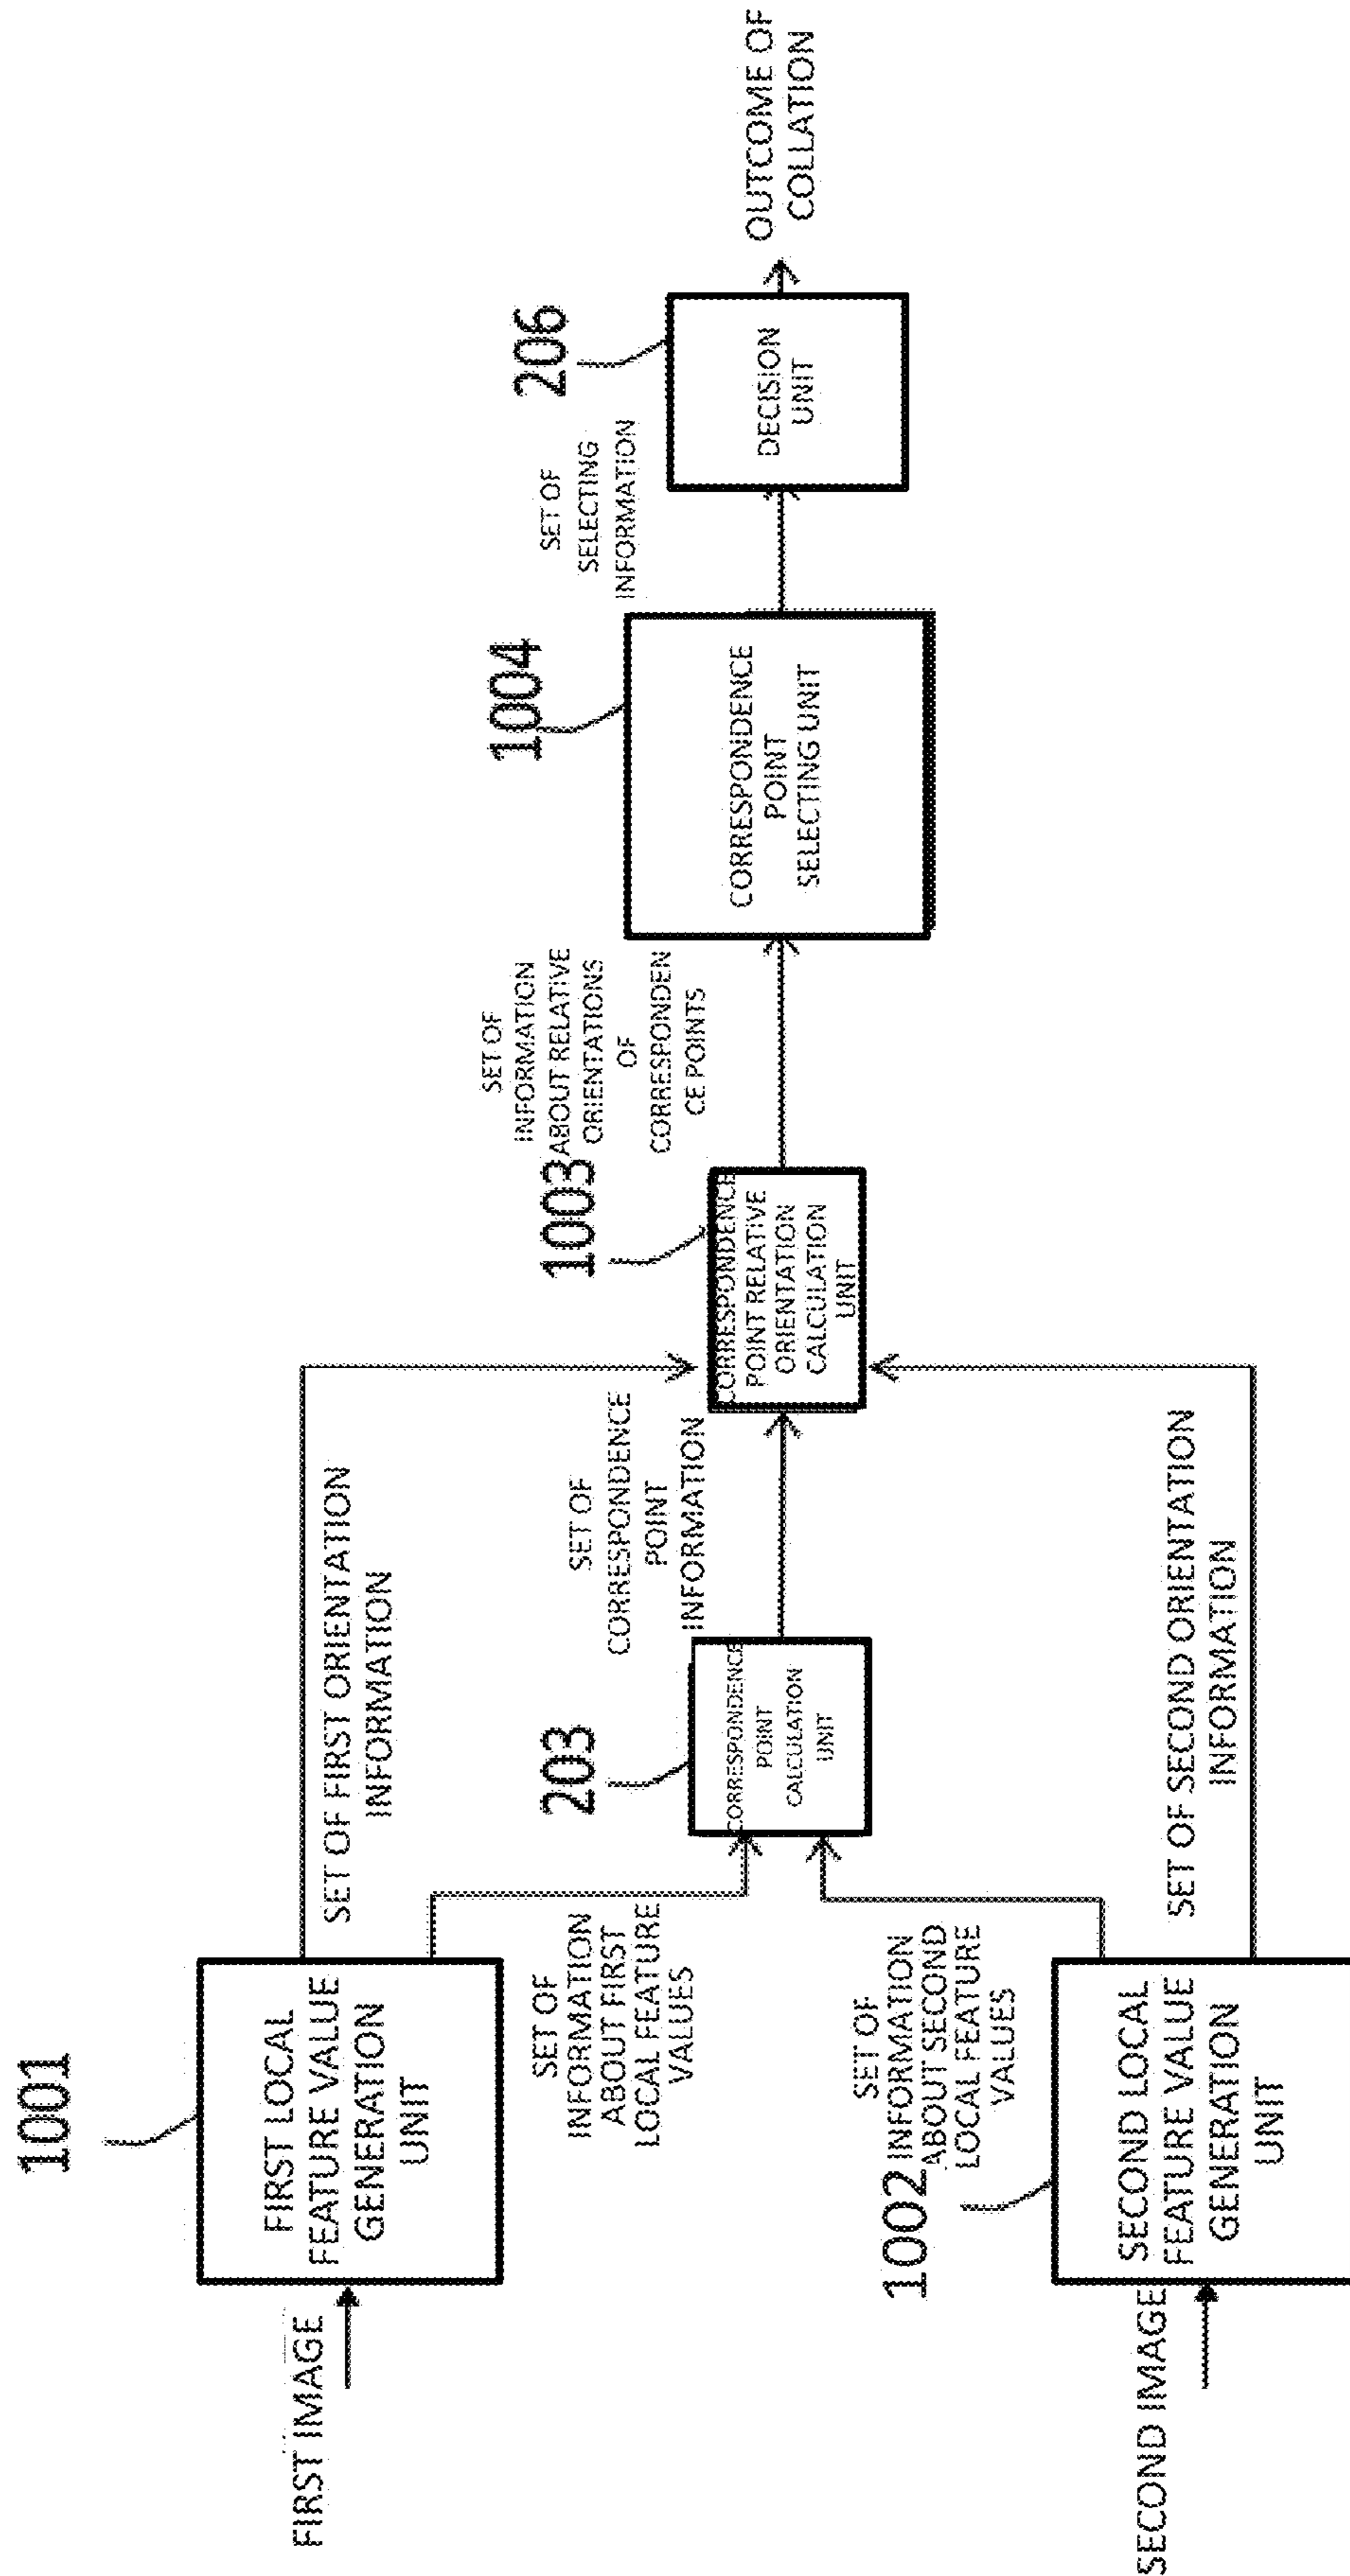 1001
FIRST IMAGE
FIRST LOCAL
FEATURE VALUE
GENERATION
UNIT
SET OF FIRST ORIENTATION
INFORMATION
SET OF
INFORMATION
ABOUT FIRST
LOCAL FEATURE
VALUES
SECOND IMAGE
1002
SECOND LOCAL
FEATURE VALUE
GENERATION
UNIT
SET OF
INFORMATION
ABOUT SECOND
LOCAL FEATURE
VALUES
SET OF SECOND ORIENTATION
INFORMATION
203
CORRESPONDENCE
POINT
CALCULATION
UNIT
SET OF
CORRESPONDENCE
POINT
INFORMATION
1003
CORRESPONDENCE
POINT RELATIVE
ORIENTATION
CALCULATION
UNIT
SET OF
INFORMATION
ABOUT RELATIVE
ORIENTATIONS
OF
CORRESPONDEN
CE POINTS
1004
CORRESPONDENCE
POINT
SELECTING UNIT
SET OF
SELECTING
INFORMATION
206
DECISION
UNIT
OUTCOME OF
COLLATION